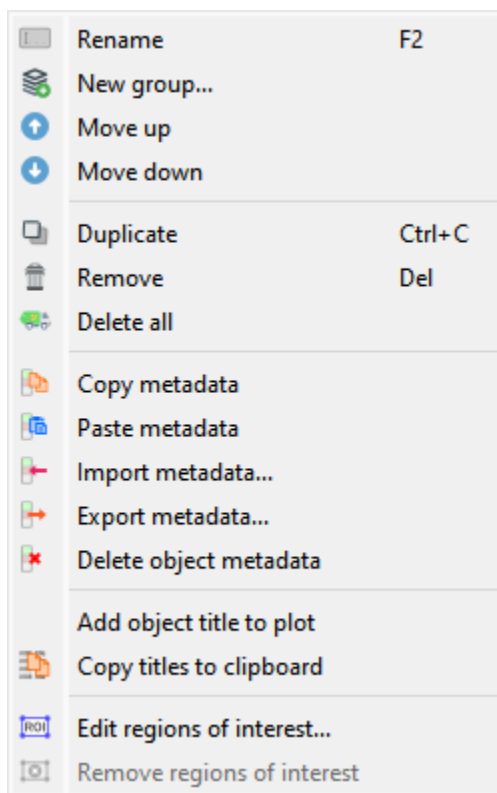 Rename F2
New group...
Move up
Move down
Duplicate Ctrl+C
Remove Del
Delete all
Copy metadata
Paste metadata
Import metadata...
Export metadata...
Delete object metadata
Add object title to plot
Copy titles to clipboard
ROI Edit regions of interest...
Remove regions of interest